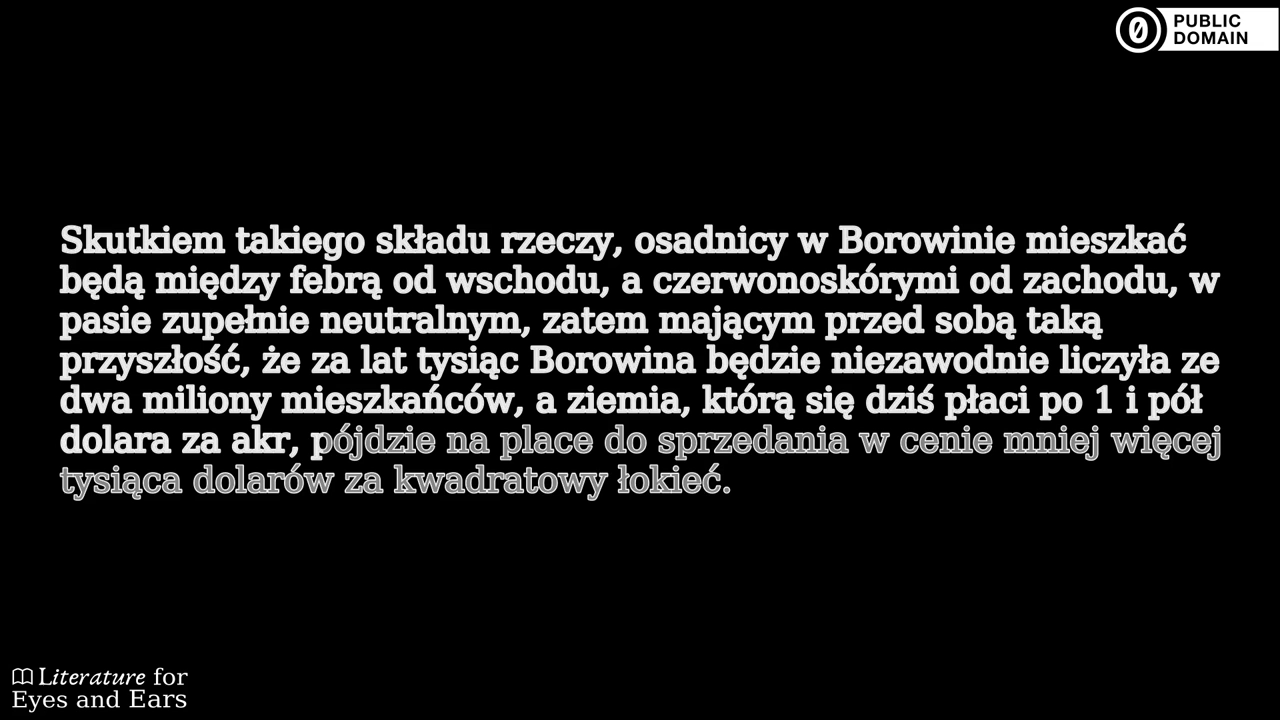 PUBLIC
DOMAIN
Skutkiem takiego składu rzeczy, osadnicy w Borowinie mieszkać
będą między febrą od wschodu, a czerwonoskórymi od zachodu, w
pasie zupełnie neutralnym, zatem mającym przed sobą taką
przyszłość, że za lat tysiąc Borowina będzie niezawodnie liczyła ze
dwa miliony mieszkańców, a ziemia, którą się dziś płaci po 1 i pół
dolara za akr, pójdzie na place do sprzedania w cenie mniej więcej
tysiąca dolarów za kwadratowy łokieć.
Literature for
Eyes and Ears